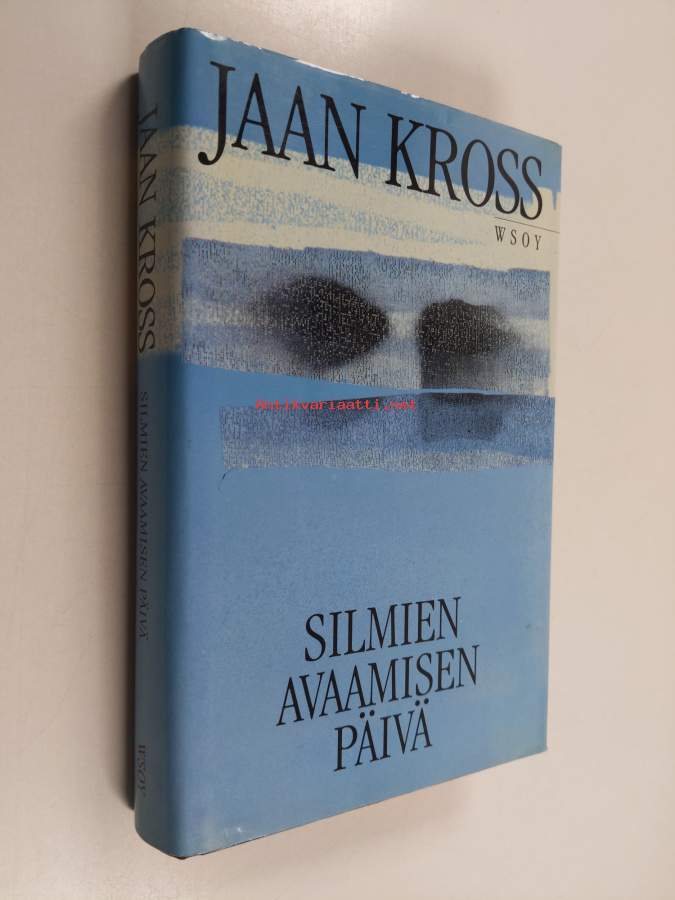 JAAN KROSS
WSOY
Antikvariaatti.net
SILMIEN
AVAAMISEN
PÄIVÄ
JAAN KROSS
SILMIEN AVAAMISEN PÄIVÄ
WSOY